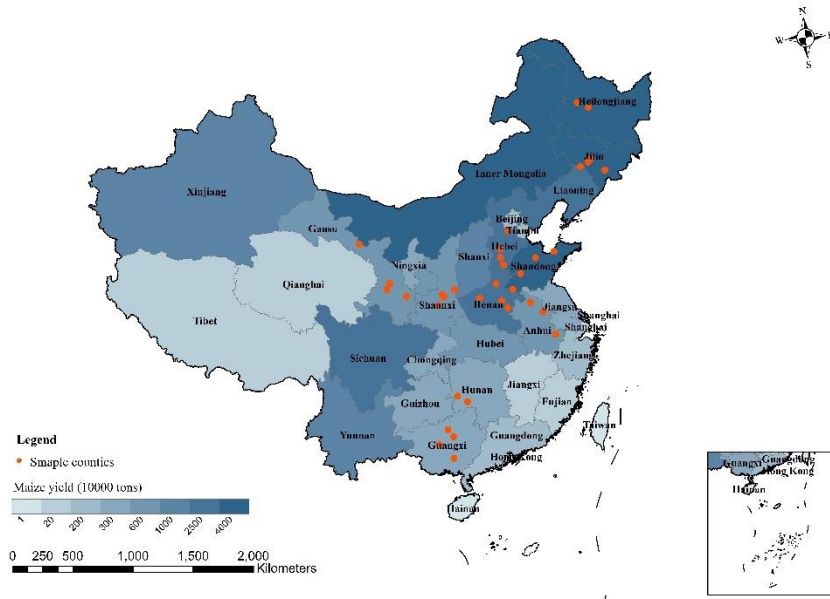 N
W
E
S
Heilongjiang
Jilin
Inner Mongolia
Liaoning
Xinjiang
Beijing
Tianjin
Gansu
Hebei
Shanxi
Ningxia
Shandong
Qinghai
Shaanxi
Henan
Jiangsu
Tibet
Shanghai
Anhui
Shanghai
Hubei
Zhejiang
Sichuan
Chongqing
Hunan
Jiangxi
Guizhou
Fujian
Taiwan
Yunnan
Guangxi
Guangdong
Hong Kong
Hainan
Legend
Smaple counties
Maize yield (10000 tons)
1 20 200 300 600 1000 2500 4000
0 250 500 1,000 1,500 2,000
Kilometers
Guangxi
Guangdong
Hong Kong
Hainan